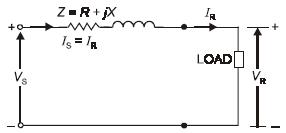 Z = R + jX
I_R
+
+
I_S = I_R
LOAD
V_S
V_R
–
–